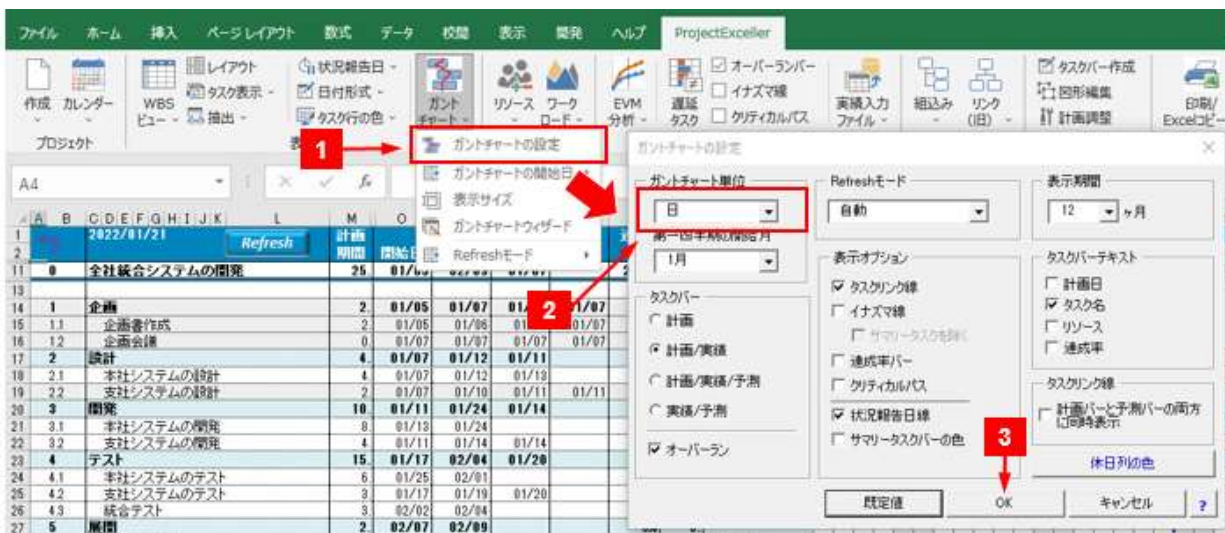 ファイル ホーム 挿入 ページレイアウト 数式 データ 校閲 表示 開発 ヘルプ ProjectExceller
作成 カレンダー WBSビュー レイアウト タスク表示 抽出
状況報告日 日付形式 タスク行の色
ガントチャート リソース ワークロード EVM分析 遅延タスク
オーバーランバー イナズマ線 クリティカルパス
実績入力ファイル 組込み リンク(旧)
タスクバー作成 図形編集 計画調整 印刷/Excelコピー
プロジェクト
1
ガントチャートの設定
ガントチャートの開始日
表示サイズ
ガントチャートウィザード
Refreshモード
A4
fx
A B C D E F G H I J K L M O
1 2022/01/21 Refresh 計画
2 期間
11 0 全社統合システムの開発 25
13
14 1 企画 2. 01/05 01/07
15 1.1 企画書作成 2 01/05 01/06 01/07
16 1.2 企画会議 0 01/07 01/07 01/07 01/07
17 2 設計 4. 01/07 01/12 01/11
18 2.1 本社システムの設計 4 01/07 01/12 01/13
19 2.2 支社システムの設計 2 01/07 01/10 01/11 01/11
20 3 開発 10. 01/11 01/24 01/14
21 3.1 本社システムの開発 8 01/13 01/24
22 3.2 支社システムの開発 4 01/11 01/14 01/14
23 4 テスト 15. 01/17 02/04 01/20
24 4.1 本社システムのテスト 6 01/25 02/01
25 4.2 支社システムのテスト 3 01/17 01/19 01/20
26 4.3 統合テスト 3 02/02 02/04
27 5 展開 2. 02/07 02/09
ガントチャートの設定
ガントチャート単位
日
2
第一四半期の開始月
1月
タスクバー
計画
計画/実績
計画/実績/予測
実績/予測
オーバーラン
Refreshモード
自動
表示オプション
タスクリンク線
イナズマ線
サマリータスクを除く
達成率バー
クリティカルパス
状況報告日線
サマリータスクバーの色
表示期間
12 ヶ月
タスクバーテキスト
計画日
タスク名
リソース
達成率
タスクリンク線
計画バーと予測バーの両方に同時表示
3
休日列の色
既定値 OK キャンセル ?